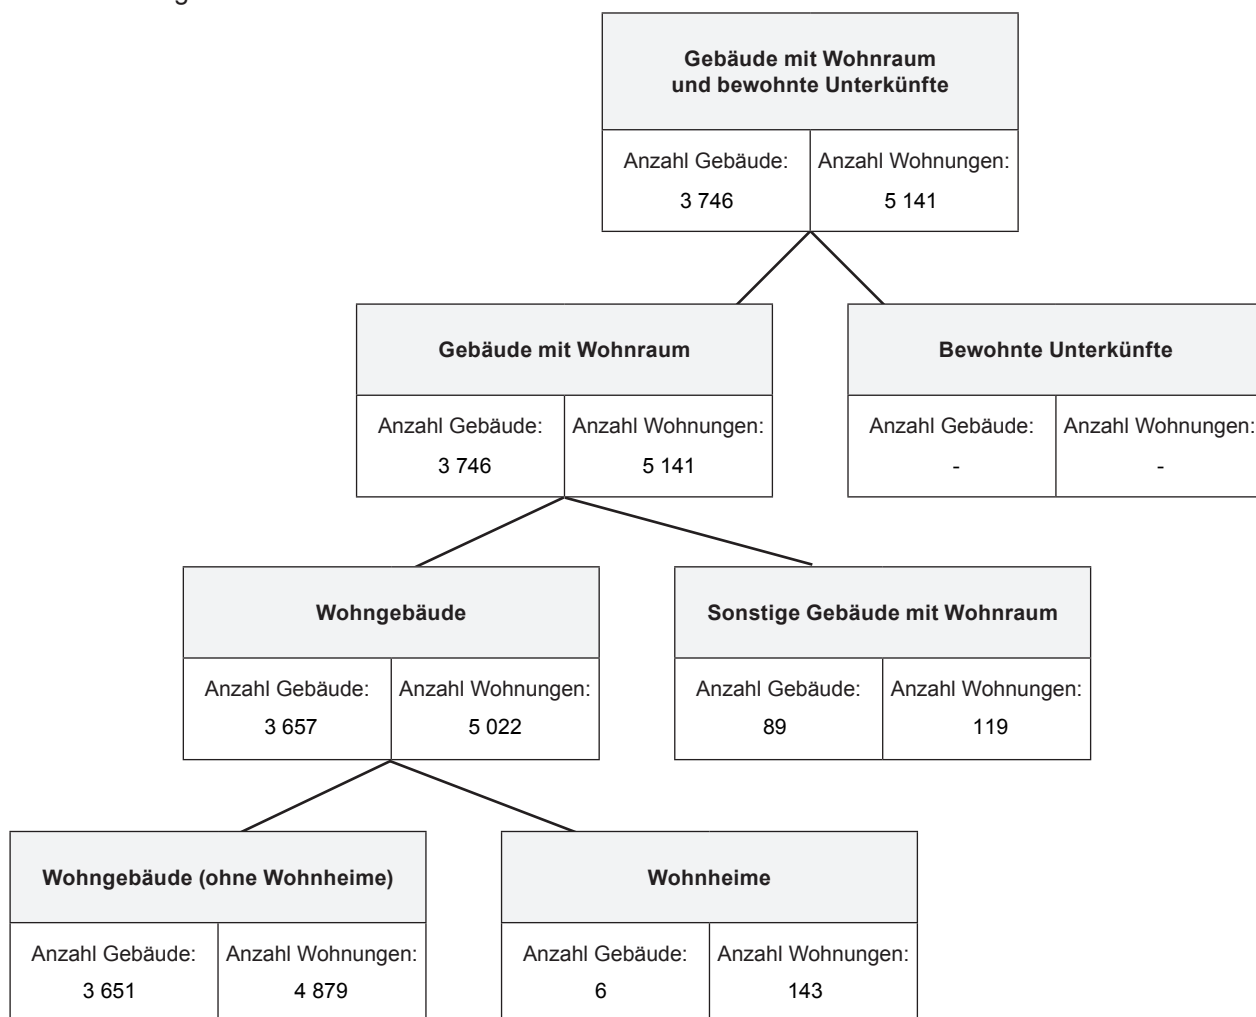 Gebäude mit Wohnraum
und bewohnte Unterkünfte
Anzahl Gebäude:
Anzahl Wohnungen:
3 746
5 141
Gebäude mit Wohnraum
Bewohnte Unterkünfte
Anzahl Gebäude:
Anzahl Wohnungen:
Anzahl Gebäude:
Anzahl Wohnungen:
3 746
5 141
-
-
Wohngebäude
Sonstige Gebäude mit Wohnraum
Anzahl Gebäude:
Anzahl Wohnungen:
Anzahl Gebäude:
Anzahl Wohnungen:
3 657
5 022
89
119
Wohngebäude (ohne Wohnheime)
Wohnheime
Anzahl Gebäude:
Anzahl Wohnungen:
Anzahl Gebäude:
Anzahl Wohnungen:
3 651
4 879
6
143